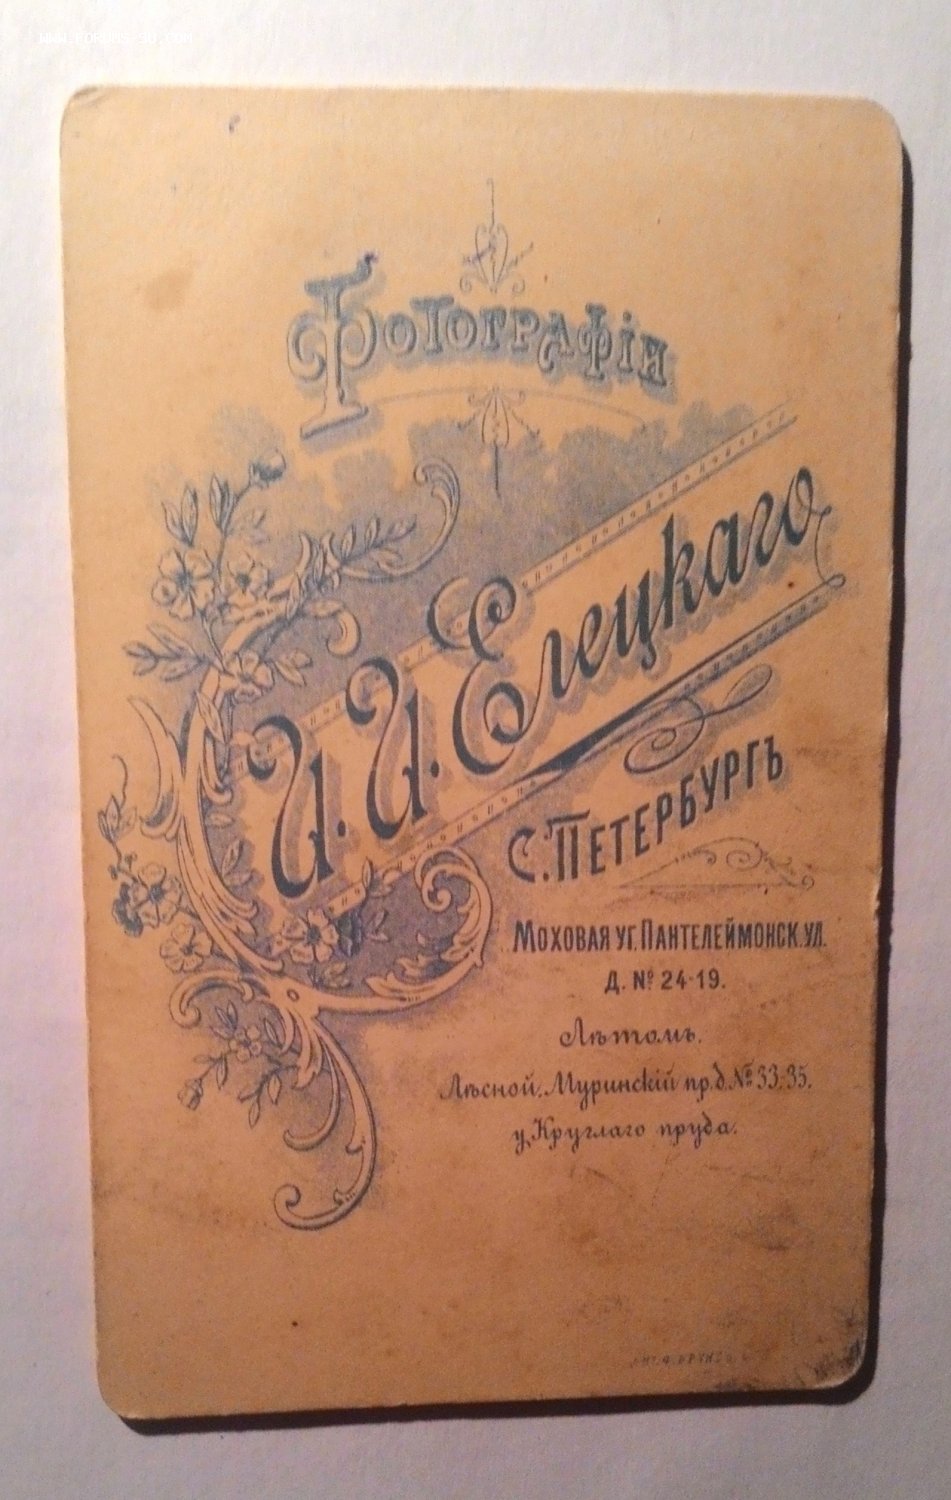 Фотографія
И. И. Елецкаго
С. Петербургъ
Моховая уг. Пантелеймонск. ул.
Д. № 24-19.
Лѣтомъ.
Лѣсной. Муринскій пр. д. № 33-35.
у Круглаго пруда.